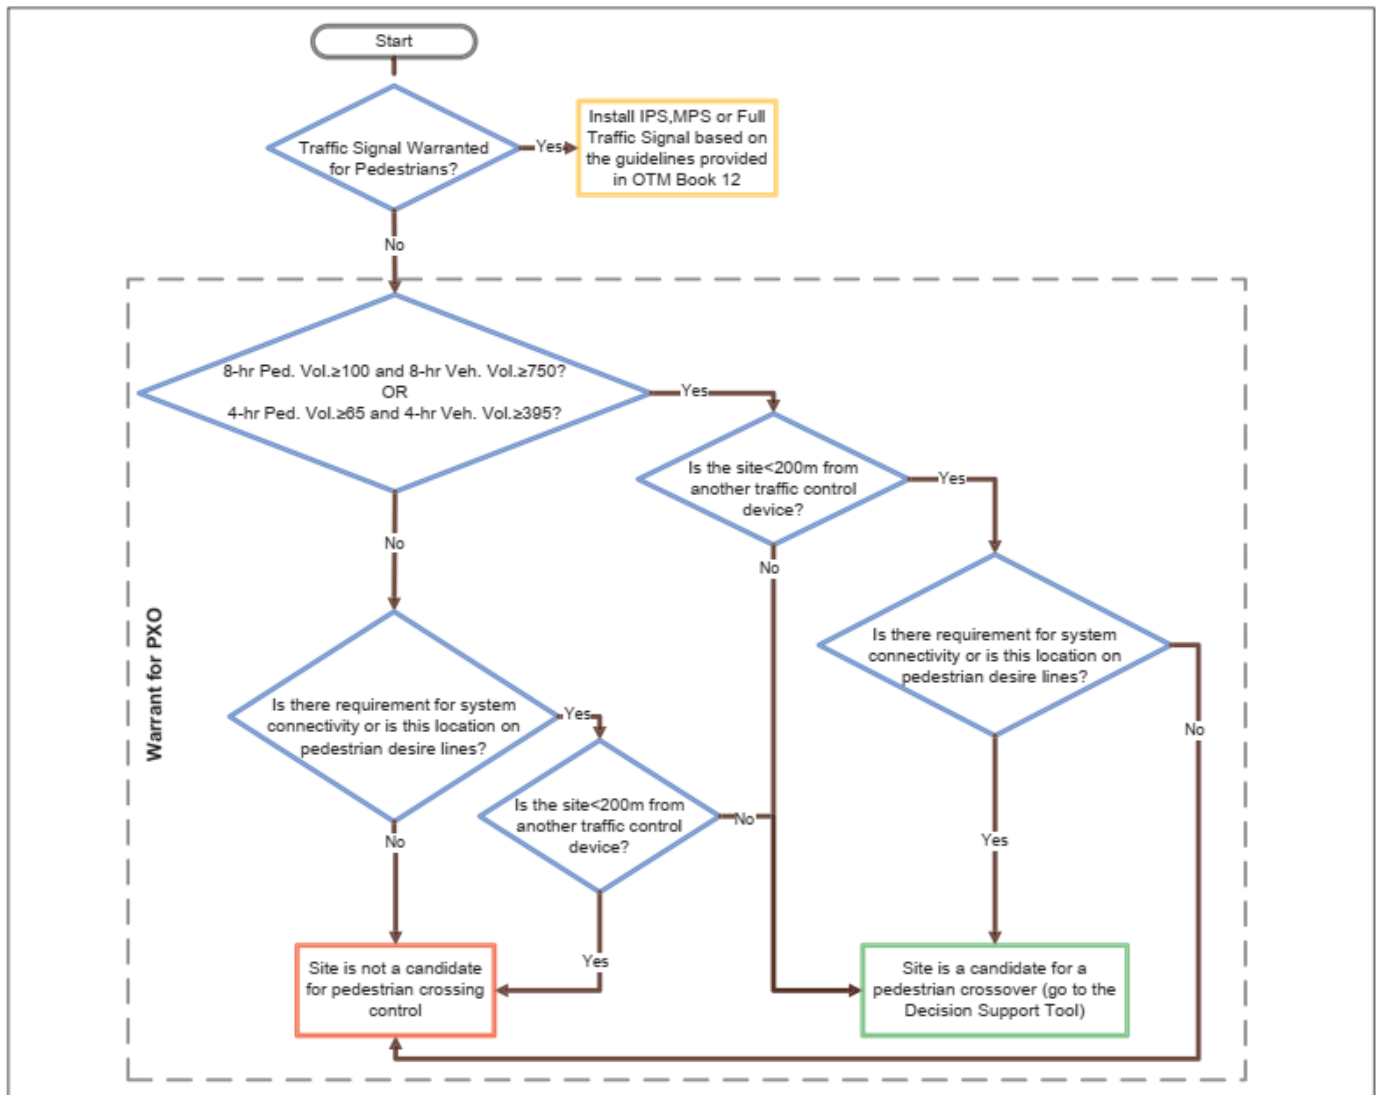 Start
Traffic Signal Warranted
for Pedestrians?
Yes
Install IPS,MPS or Full
Traffic Signal based on
the guidelines provided
in OTM Book 12
No
8-hr Ped. Vol.≥100 and 8-hr Veh. Vol.≥750?
OR
4-hr Ped. Vol.≥65 and 4-hr Veh. Vol.≥395?
Yes
Is the site<200m from
another traffic control
device?
Yes
No
No
Is there requirement for system
connectivity or is this location on
pedestrian desire lines?
No
Yes
Warrant for PXO
Is there requirement for system
connectivity or is this location on
pedestrian desire lines?
Yes
No
Is the site<200m from
another traffic control
device?
No
Yes
Site is not a candidate
for pedestrian crossing
control
Site is a candidate for a
pedestrian crossover (go to the
Decision Support Tool)